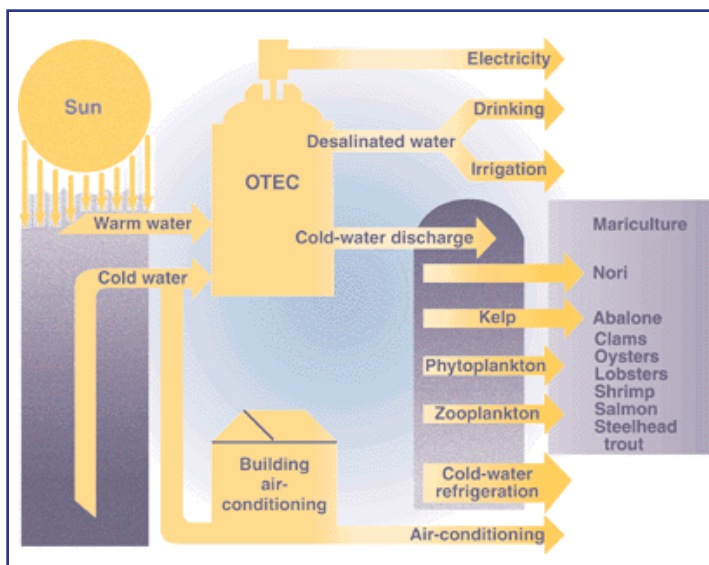 Sun
Electricity
Drinking
Desalinated water
Irrigation
OTEC
Warm water
Cold-water discharge
Cold water
Mariculture
Nori
Kelp
Abalone
Clams
Phytoplankton
Oysters
Lobsters
Shrimp
Zooplankton
Salmon
Steelhead
trout
Building
air-
conditioning
Cold-water
refrigeration
Air-conditioning